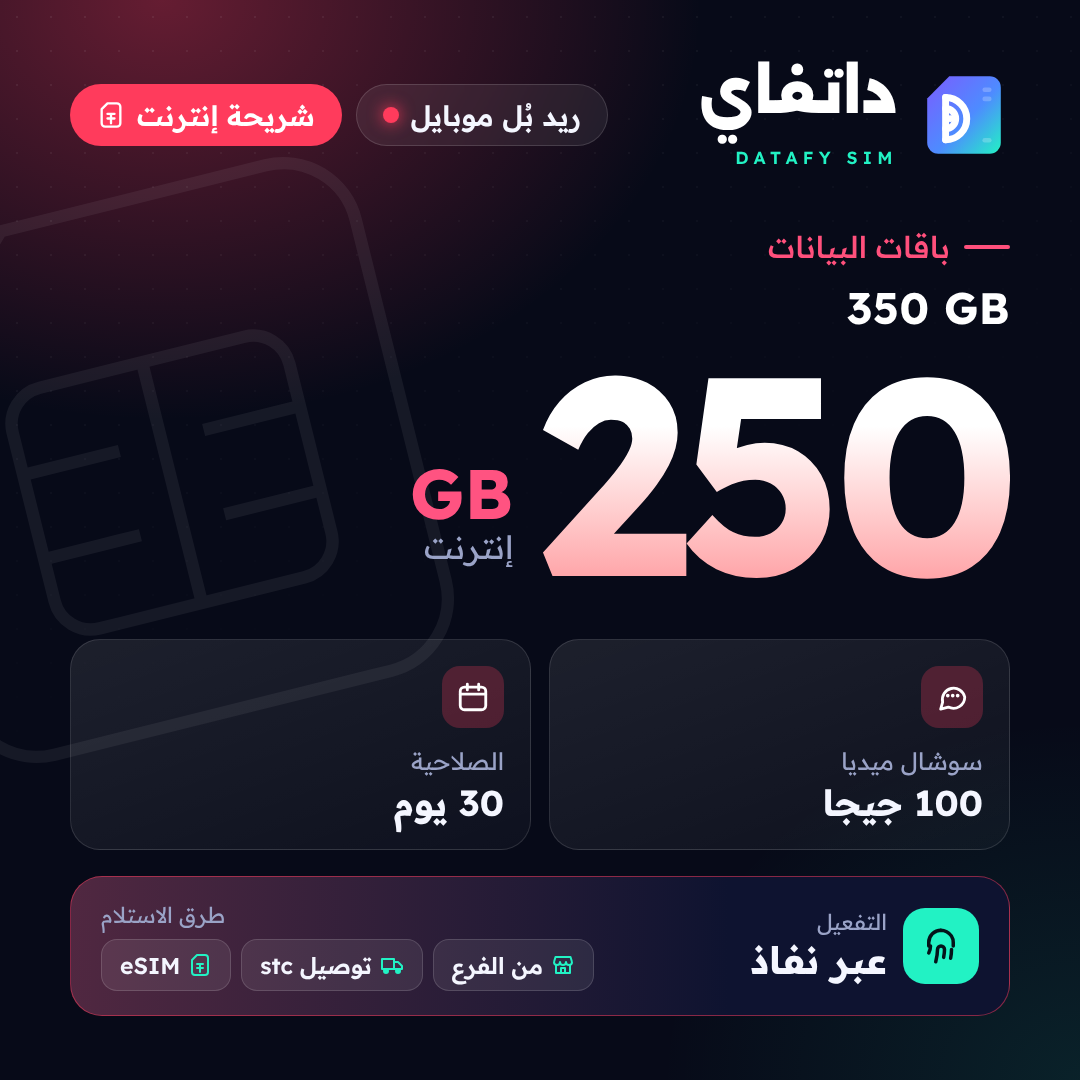 داتفاي
DATAFY SIM
ريد بُل موبايل
شريحة إنترنت
باقات البيانات
350 GB
250
GB
إنترنت
سوشال ميديا
100 جيجا
الصلاحية
30 يوم
التفعيل
عبر نفاذ
طرق الاستلام
من الفرع
توصيل stc
eSIM